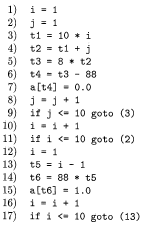 1) i = 1
2) j = 1
3) t1 = 10 * i
4) t2 = t1 + j
5) t3 = 8 * t2
6) t4 = t3 - 88
7) a[t4] = 0.0
8) j = j + 1
9) if j <= 10 goto (3)
10) i = i + 1
11) if i <= 10 goto (2)
12) i = 1
13) t5 = i - 1
14) t6 = 88 * t5
15) a[t6] = 1.0
16) i = i + 1
17) if i <= 10 goto (13)